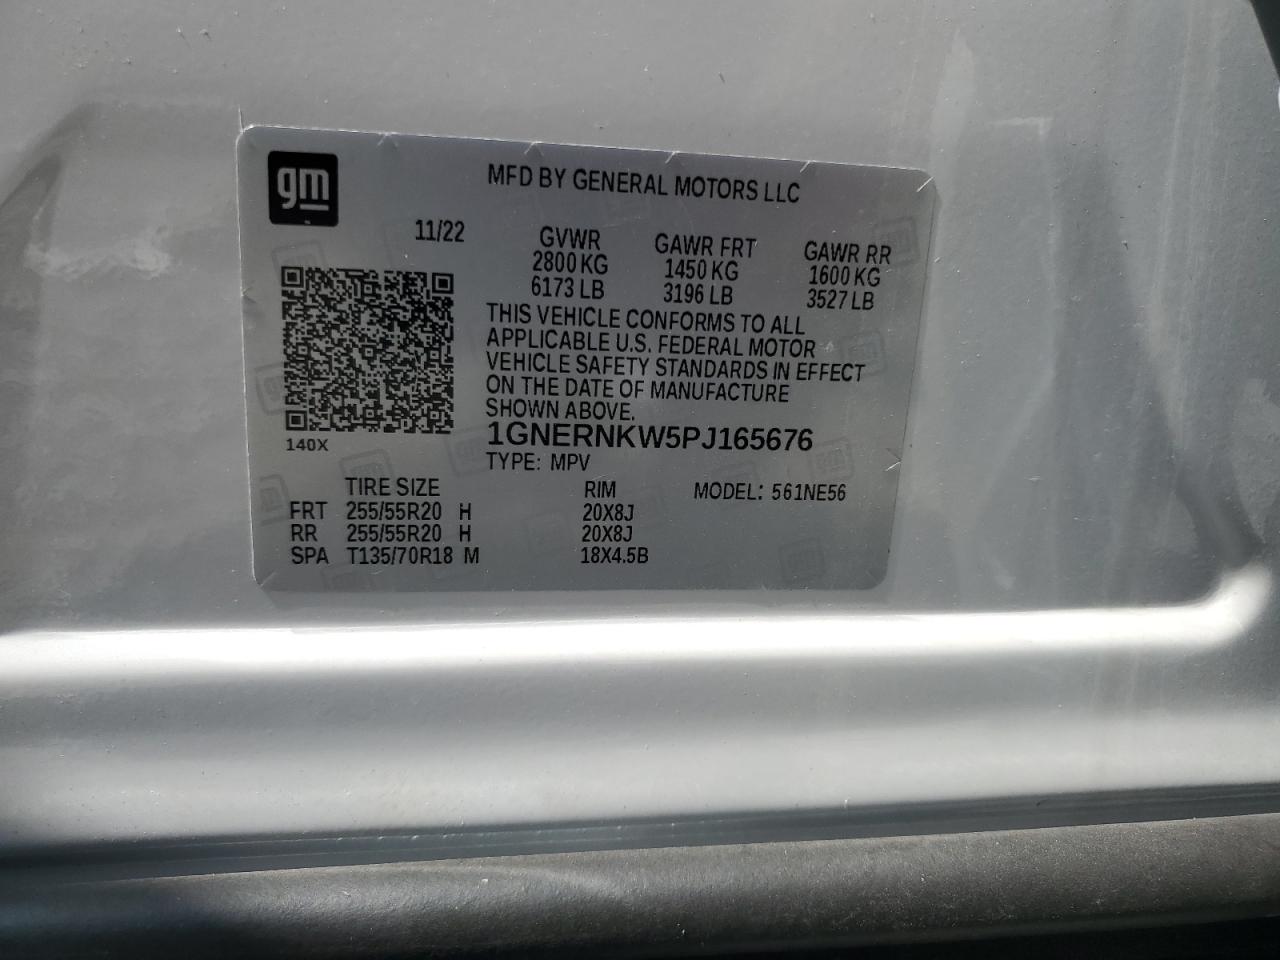 gm
MFD BY GENERAL MOTORS LLC
11/22
GVWR GAWR FRT GAWR RR
2800 KG 1450 KG 1600 KG
6173 LB 3196 LB 3527 LB
THIS VEHICLE CONFORMS TO ALL
APPLICABLE U.S. FEDERAL MOTOR
VEHICLE SAFETY STANDARDS IN EFFECT
ON THE DATE OF MANUFACTURE
SHOWN ABOVE.
1GNERNKW5PJ165676
140X
TYPE: MPV
TIRE SIZE RIM MODEL: 561NE56
FRT 255/55R20 H 20X8J
RR 255/55R20 H 20X8J
SPA T135/70R18 M 18X4.5B